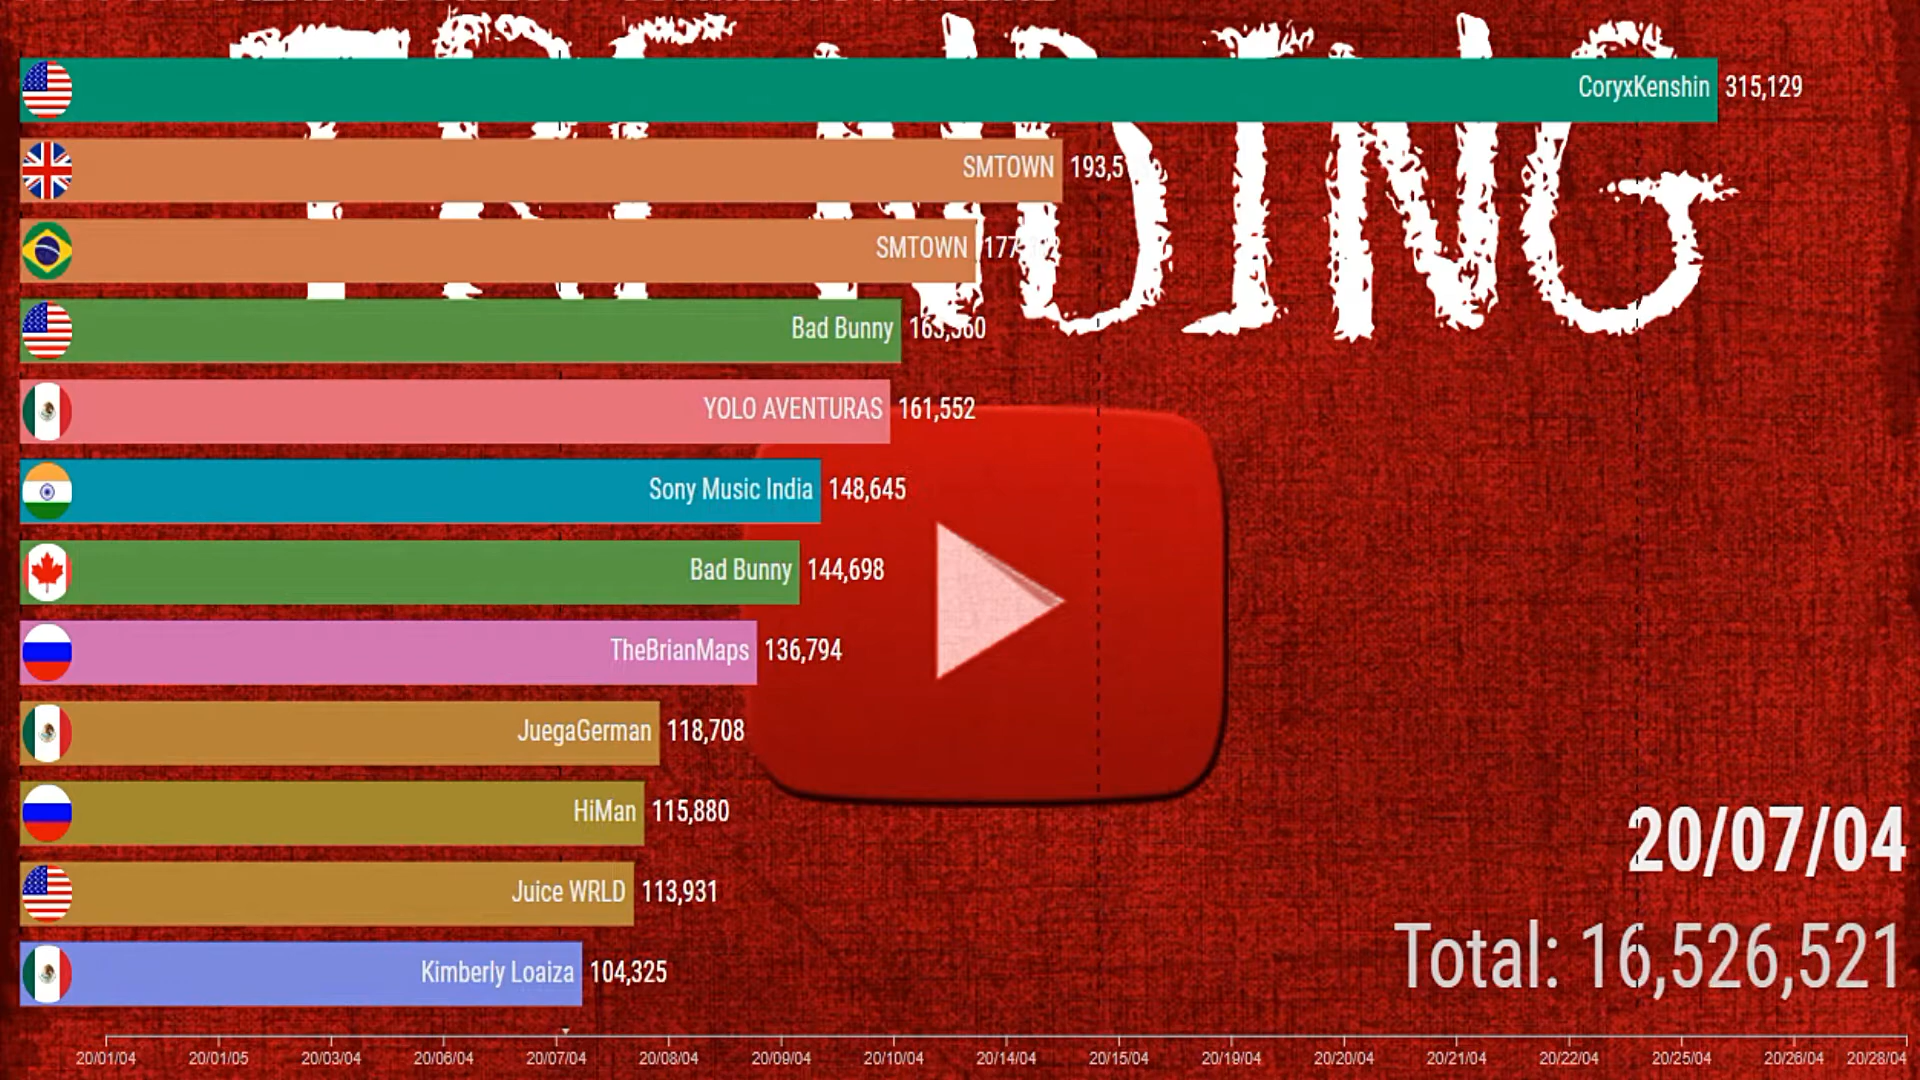 TRENDING
CoryxKenshin 315,129
SMTOWN
SMTOWN
Bad Bunny 163,360
YOLO AVENTURAS 161,552
Sony Music India 148,645
Bad Bunny 144,698
TheBrianMaps 136,794
JuegaGerman 118,708
HiMan 115,880
Juice WRLD 113,931
Kimberly Loaiza 104,325
20/07/04
Total: 16,526,521
20/01/04 20/01/05 20/03/04 20/06/04 20/07/04 20/08/04 20/09/04 20/10/04 20/14/04 20/15/04 20/19/04 20/20/04 20/21/04 20/22/04 20/25/04 20/26/04 20/28/04